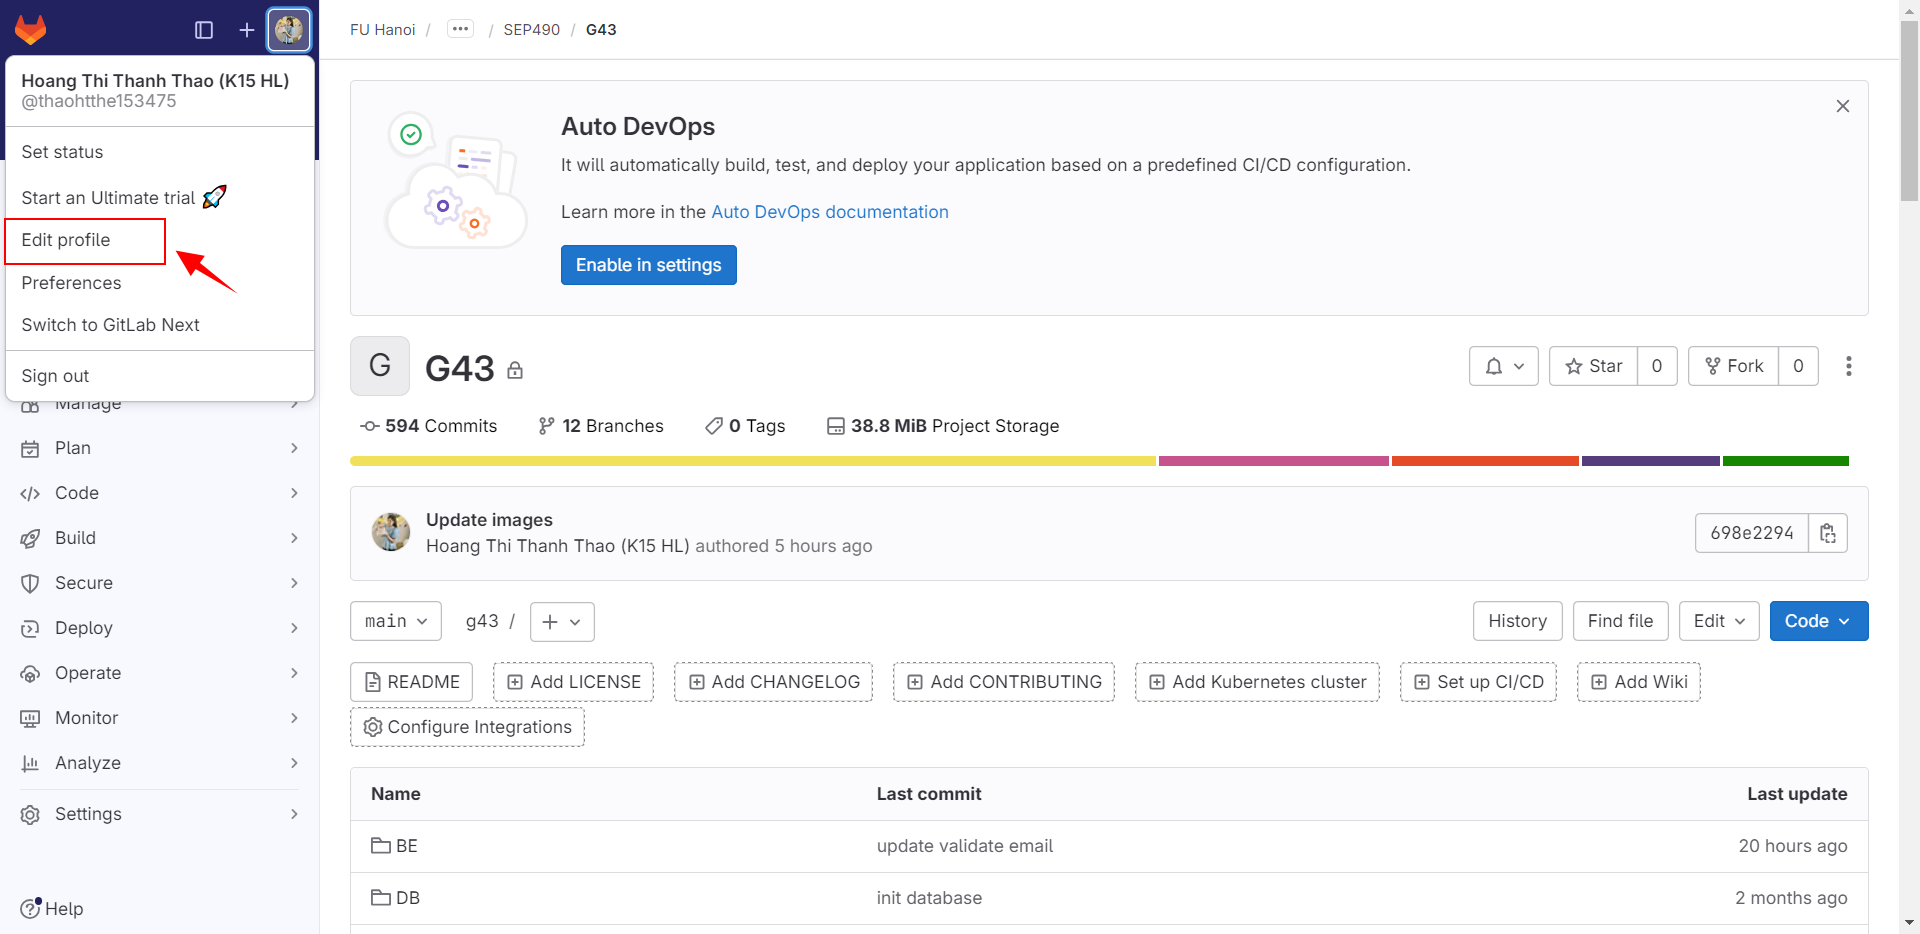 FU Hanoi / ... / SEP490 / G43
Hoang Thi Thanh Thao (K15 HL)
@thaohtthe153475
Set status
Start an Ultimate trial
Edit profile
Preferences
Switch to GitLab Next
Sign out
Manage
Plan
Code
Build
Secure
Deploy
Operate
Monitor
Analyze
Settings
Help
Auto DevOps
It will automatically build, test, and deploy your application based on a predefined CI/CD configuration.
Learn more in the Auto DevOps documentation
Enable in settings
G
G43
Star 0
Fork 0
594 Commits
12 Branches
0 Tags
38.8 MiB Project Storage
Update images
Hoang Thi Thanh Thao (K15 HL) authored 5 hours ago
698e2294
main
g43 /
History
Find file
Edit
Code
README
Add LICENSE
Add CHANGELOG
Add CONTRIBUTING
Add Kubernetes cluster
Set up CI/CD
Add Wiki
Configure Integrations
Name Last commit Last update
BE update validate email 20 hours ago
DB init database 2 months ago